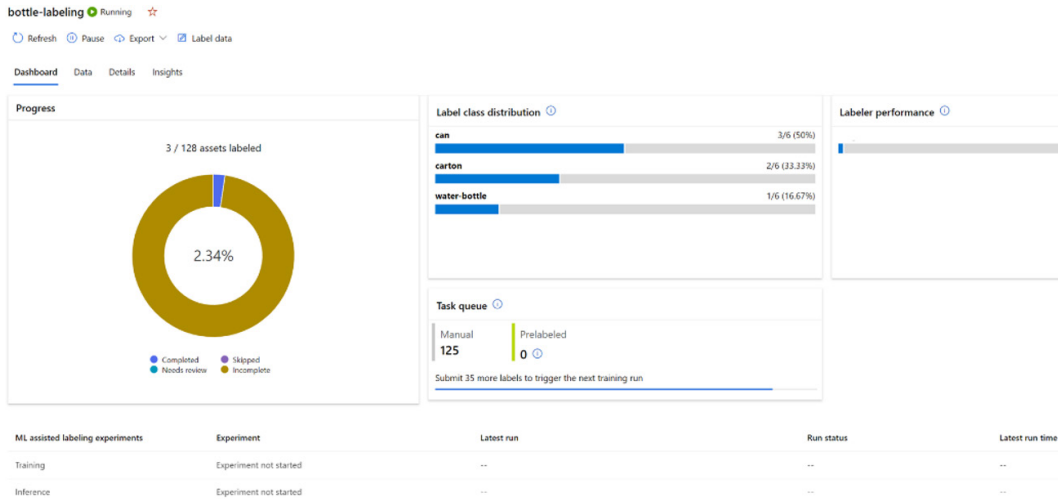 bottle-labeling Running
Refresh Pause Export Label data
Dashboard Data Details Insights
Progress
3 / 128 assets labeled
2.34%
Completed Skipped
Needs review Incomplete
Label class distribution
can 3/6 (50%)
carton 2/6 (33.33%)
water-bottle 1/6 (16.67%)
Labeler performance
Task queue
Manual Prelabeled
125 0
Submit 35 more labels to trigger the next training run
ML assisted labeling experiments Experiment Latest run Run status Latest run time
Training Experiment not started -- -- --
Inference Experiment not started -- -- --